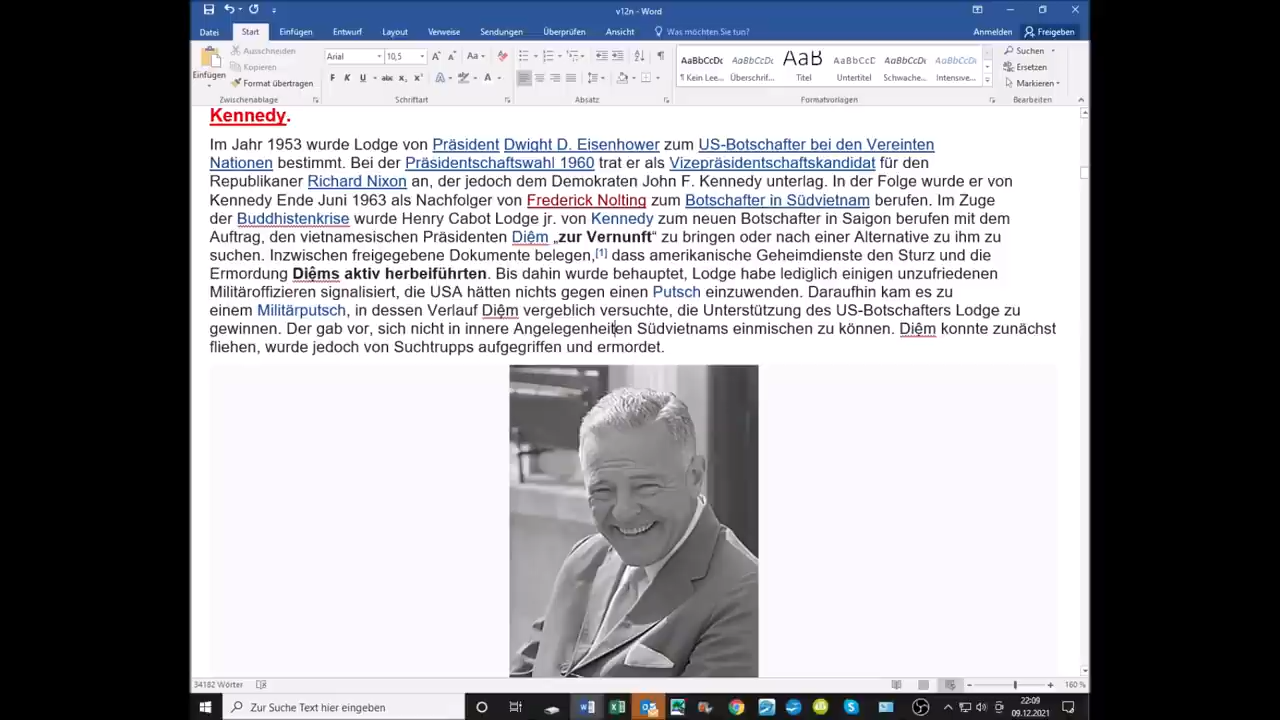 v12n - Word
Datei Start Einfügen Entwurf Layout Verweise Sendungen Überprüfen Ansicht Was möchten Sie tun? Anmelden Freigeben
Einfügen
Ausschneiden
Kopieren
Format übertragen
Zwischenablage
Arial 10,5
F K U abc x₂ x²
Schriftart
Absatz
AaBbCcDc AaBbCcDc AaB AaBbCcD AaBbCcDc AaBbCcDc
¶ Kein Lee... Überschrif... Titel Untertitel Schwache... Intensive...
Formatvorlagen
Suchen
Ersetzen
Markieren
Bearbeiten
Kennedy.
Im Jahr 1953 wurde Lodge von Präsident Dwight D. Eisenhower zum US-Botschafter bei den Vereinten
Nationen bestimmt. Bei der Präsidentschaftswahl 1960 trat er als Vizepräsidentschaftskandidat für den
Republikaner Richard Nixon an, der jedoch dem Demokraten John F. Kennedy unterlag. In der Folge wurde er von
Kennedy Ende Juni 1963 als Nachfolger von Frederick Nolting zum Botschafter in Südvietnam berufen. Im Zuge
der Buddhistenkrise wurde Henry Cabot Lodge jr. von Kennedy zum neuen Botschafter in Saigon berufen mit dem
Auftrag, den vietnamesischen Präsidenten Diệm „zur Vernunft“ zu bringen oder nach einer Alternative zu ihm zu
suchen. Inzwischen freigegebene Dokumente belegen,[1] dass amerikanische Geheimdienste den Sturz und die
Ermordung Diệms aktiv herbeiführten. Bis dahin wurde behauptet, Lodge habe lediglich einigen unzufriedenen
Militäroffizieren signalisiert, die USA hätten nichts gegen einen Putsch einzuwenden. Daraufhin kam es zu
einem Militärputsch, in dessen Verlauf Diệm vergeblich versuchte, die Unterstützung des US-Botschafters Lodge zu
gewinnen. Der gab vor, sich nicht in innere Angelegenheiten Südvietnams einmischen zu können. Diệm konnte zunächst
fliehen, wurde jedoch von Suchtrupps aufgegriffen und ermordet.
34182 Wörter
160 %
Zur Suche Text hier eingeben
22:09
09.12.2021